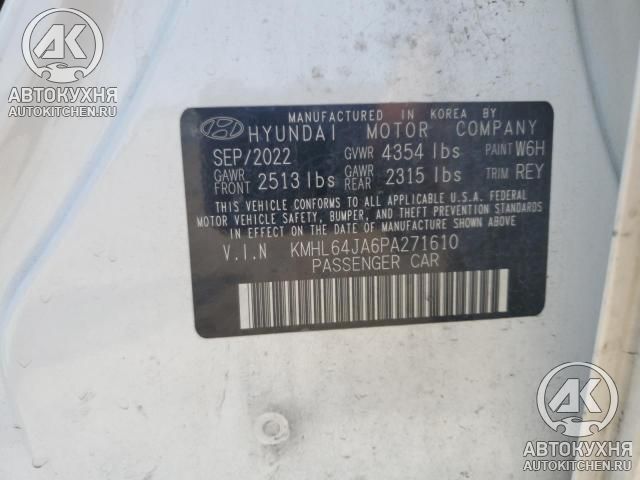 AK
АВТОКУХНЯ
AUTOKITCHEN.RU
MANUFACTURED IN KOREA BY
HYUNDAI MOTOR COMPANY
SEP/2022 GVWR 4354 lbs PAINT W6H
GAWR FRONT 2513 lbs GAWR REAR 2315 lbs TRIM REY
THIS VEHICLE CONFORMS TO ALL APPLICABLE U.S.A. FEDERAL
MOTOR VEHICLE SAFETY, BUMPER, AND THEFT PREVENTION STANDARDS
IN EFFECT ON THE DATE OF MANUFACTURE SHOWN ABOVE.
V.I.N KMHL64JA6PA271610
PASSENGER CAR
AK
АВТОКУХНЯ
AUTOKITCHEN.RU